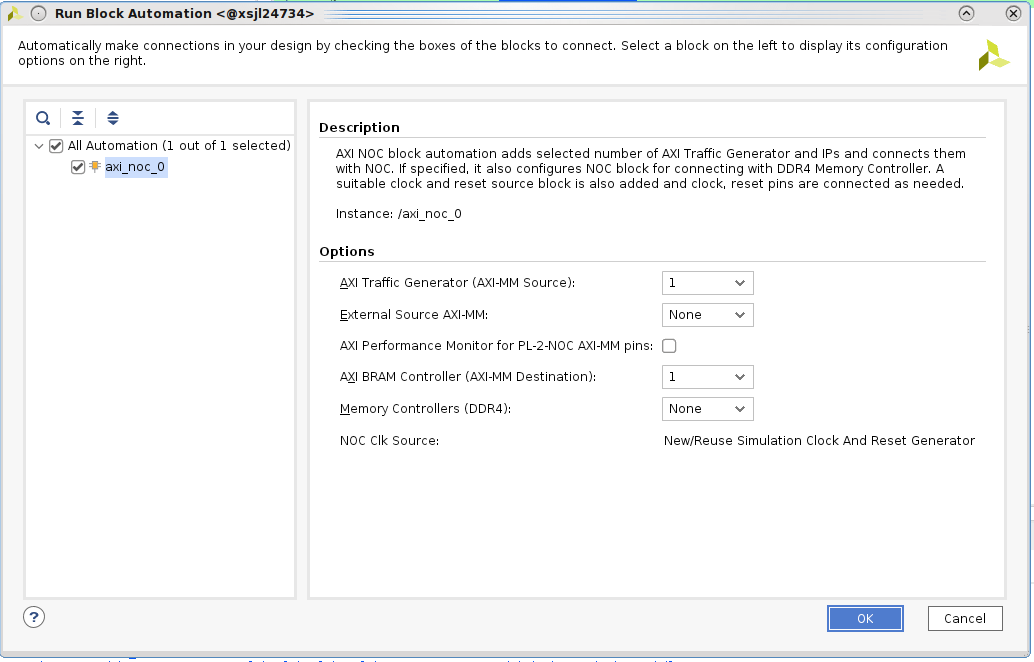 Run Block Automation <@xsjl24734>
Automatically make connections in your design by checking the boxes of the blocks to connect. Select a block on the left to display its configuration
options on the right.
All Automation (1 out of 1 selected)
axi_noc_0
Description
AXI NOC block automation adds selected number of AXI Traffic Generator and IPs and connects them
with NOC. If specified, it also configures NOC block for connecting with DDR4 Memory Controller. A
suitable clock and reset source block is also added and clock, reset pins are connected as needed.
Instance: /axi_noc_0
Options
AXI Traffic Generator (AXI-MM Source): 1
External Source AXI-MM: None
AXI Performance Monitor for PL-2-NOC AXI-MM pins:
AXI BRAM Controller (AXI-MM Destination): 1
Memory Controllers (DDR4): None
NOC Clk Source: New/Reuse Simulation Clock And Reset Generator
?
OK
Cancel